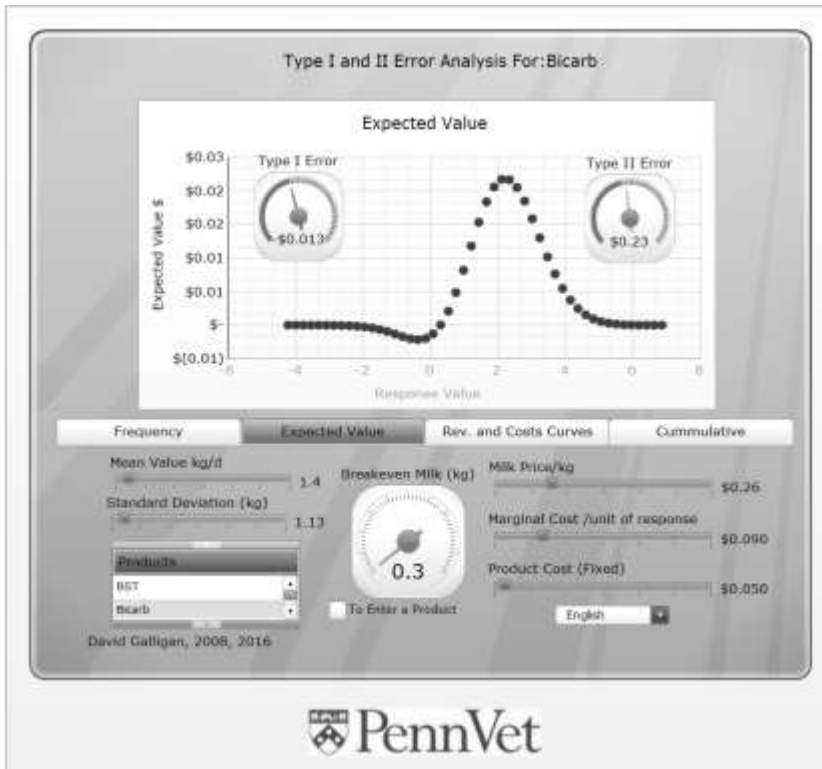 Type I and II Error Analysis For:Bicarb
Expected Value
$0.03
$0.02
$0.02
$0.01
$0.01
$-
$(0.01)
Expected Value $
Type I Error
$0.013
Type II Error
$0.23
-6 -4 -2 0 2 4 6 8
Response Value
Frequency Expected Value Rev. and Costs Curves Cummulative
Mean Value kg/d
1.4
Standard Deviation (kg)
1.13
Products
BST
Bicarb
David Galligan, 2008, 2016
Breakeven Milk (kg)
0.3
To Enter a Product
Milk Price/kg
$0.26
Marginal Cost /unit of response
$0.090
Product Cost (Fixed)
$0.050
English
PennVet